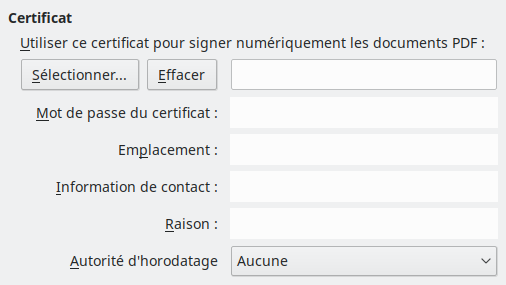 Certificat
Utiliser ce certificat pour signer numériquement les documents PDF :
Sélectionner... Effacer
Mot de passe du certificat :
Emplacement :
Information de contact :
Raison :
Autorité d'horodatage Aucune